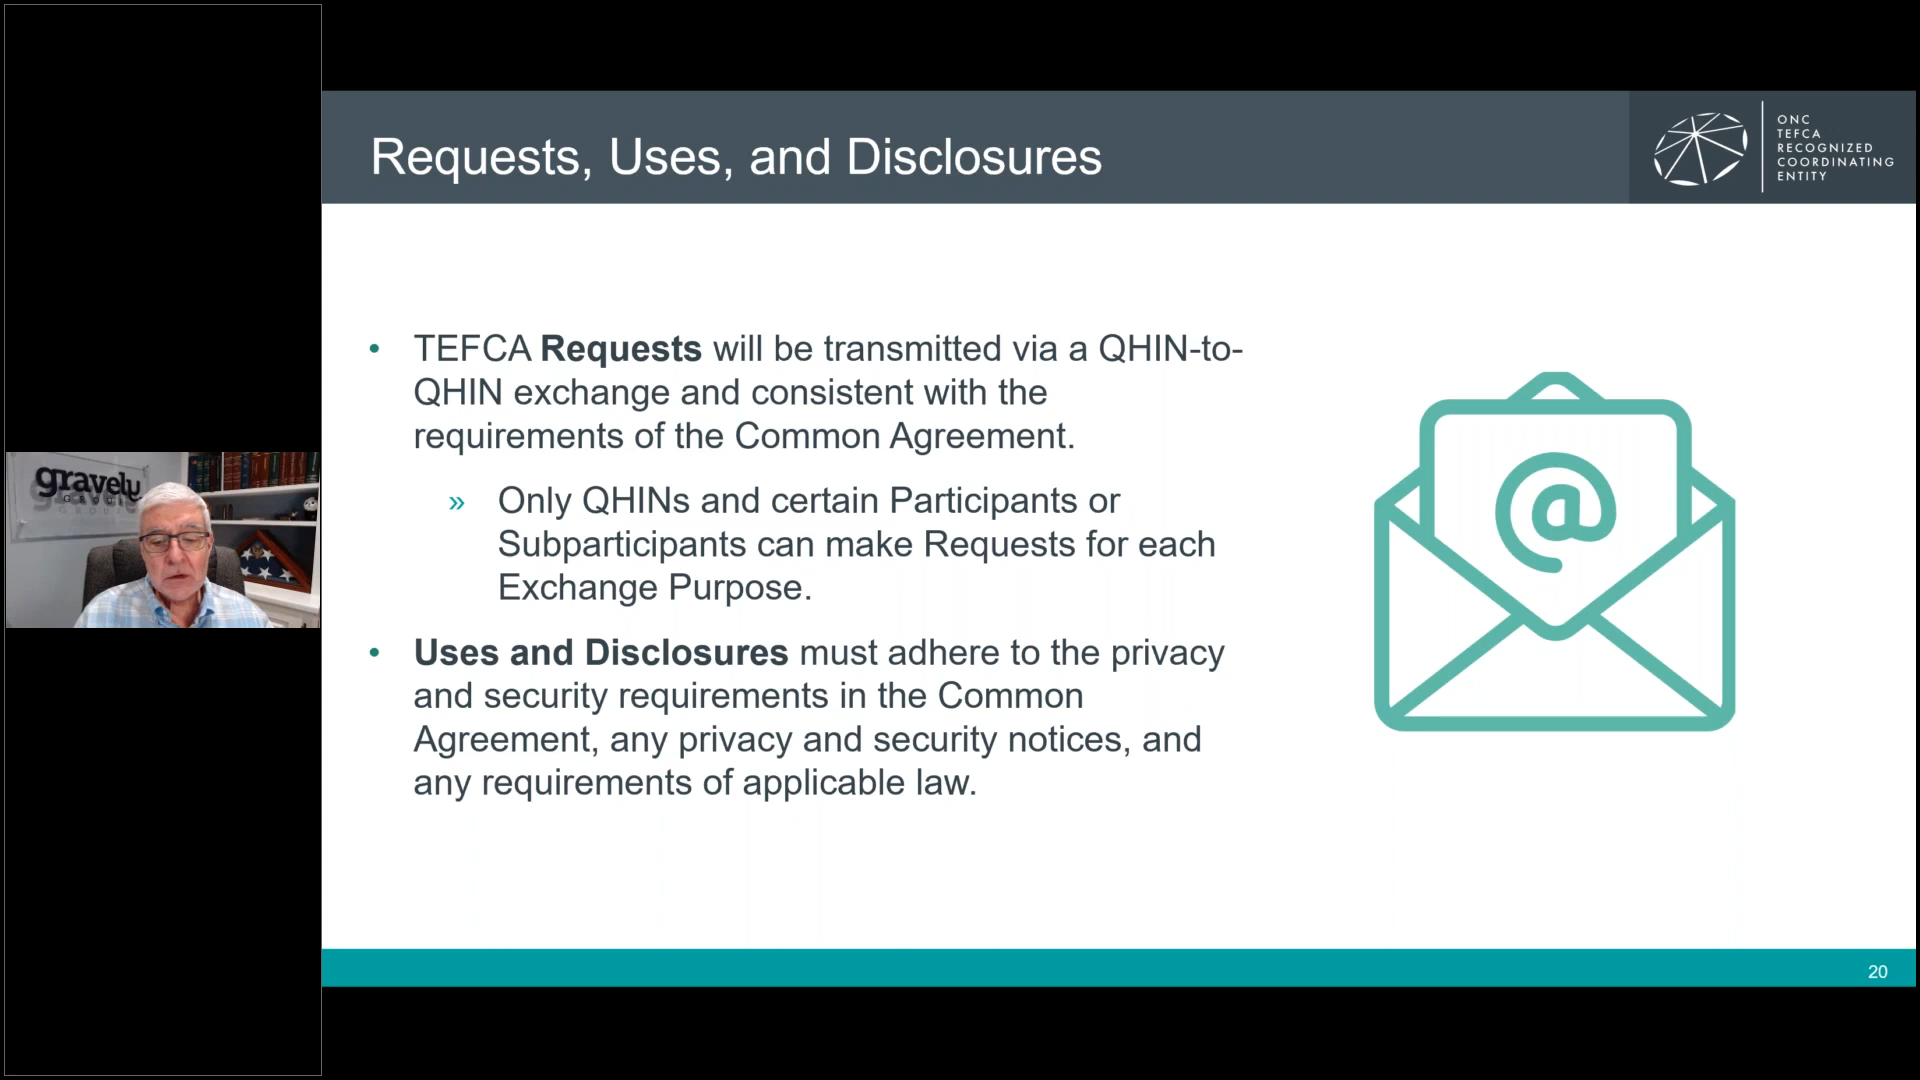 Requests, Uses, and Disclosures
ONC
TEFCA
RECOGNIZED
COORDINATING
ENTITY
• TEFCA Requests will be transmitted via a QHIN-to-
QHIN exchange and consistent with the
requirements of the Common Agreement.
» Only QHINs and certain Participants or
Subparticipants can make Requests for each
Exchange Purpose.
• Uses and Disclosures must adhere to the privacy
and security requirements in the Common
Agreement, any privacy and security notices, and
any requirements of applicable law.
@
gravely
GROUP
20